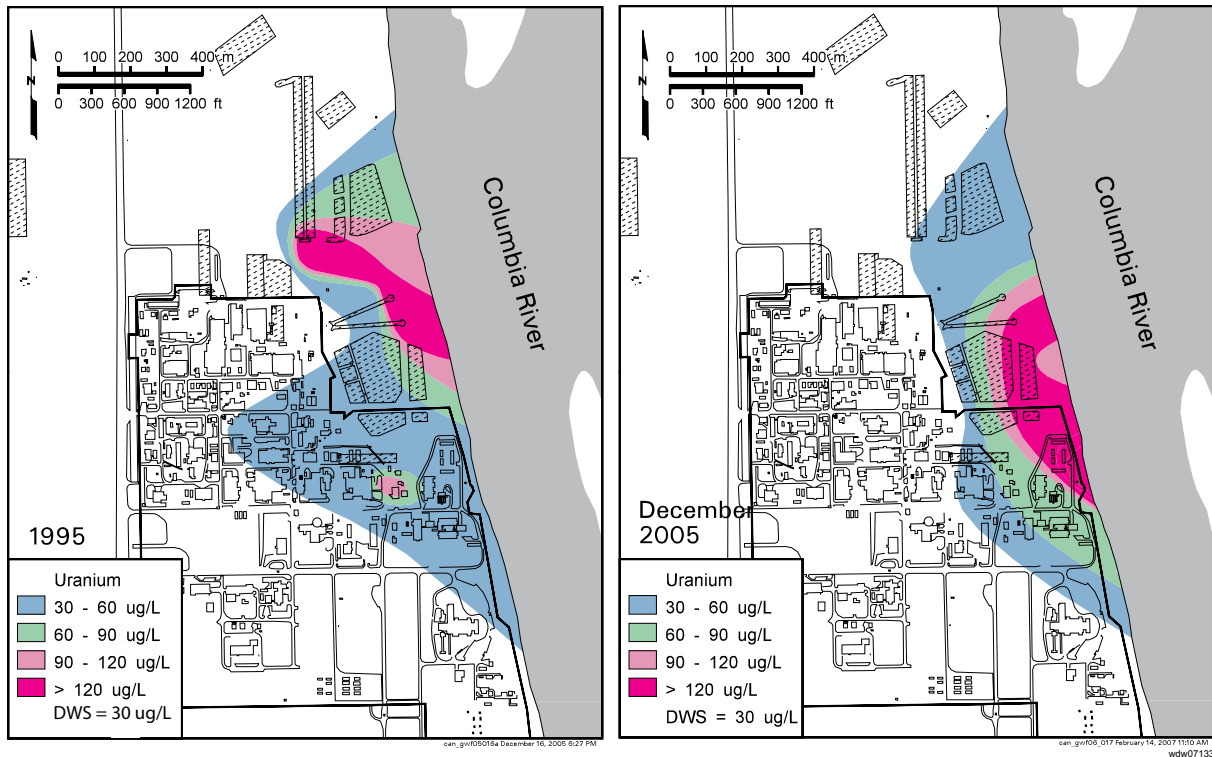 0 100 200 300 400 m
N
0 300 600 900 1200 ft
Columbia River
1995
Uranium
30 - 60 ug/L
60 - 90 ug/L
90 - 120 ug/L
> 120 ug/L
DWS = 30 ug/L
can_gwf05016a December 16, 2005 6:27 PM
0 100 200 300 400 m
N
0 300 600 900 1200 ft
Columbia River
December
2005
Uranium
30 - 60 ug/L
60 - 90 ug/L
90 - 120 ug/L
> 120 ug/L
DWS = 30 ug/L
can_gwf06_017 February 14, 2007 11:10 AM
wdw07133